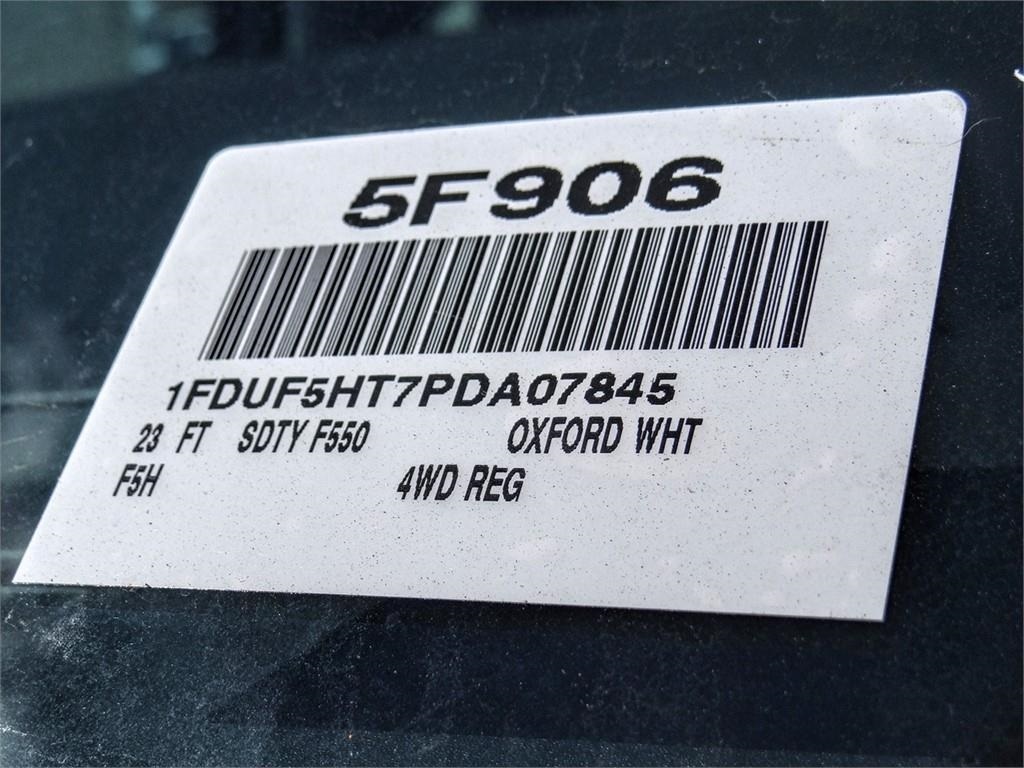 5F906
1FDUF5HT7PDA07845
23 FT SDTY F550 OXFORD WHT
F5H 4WD REG